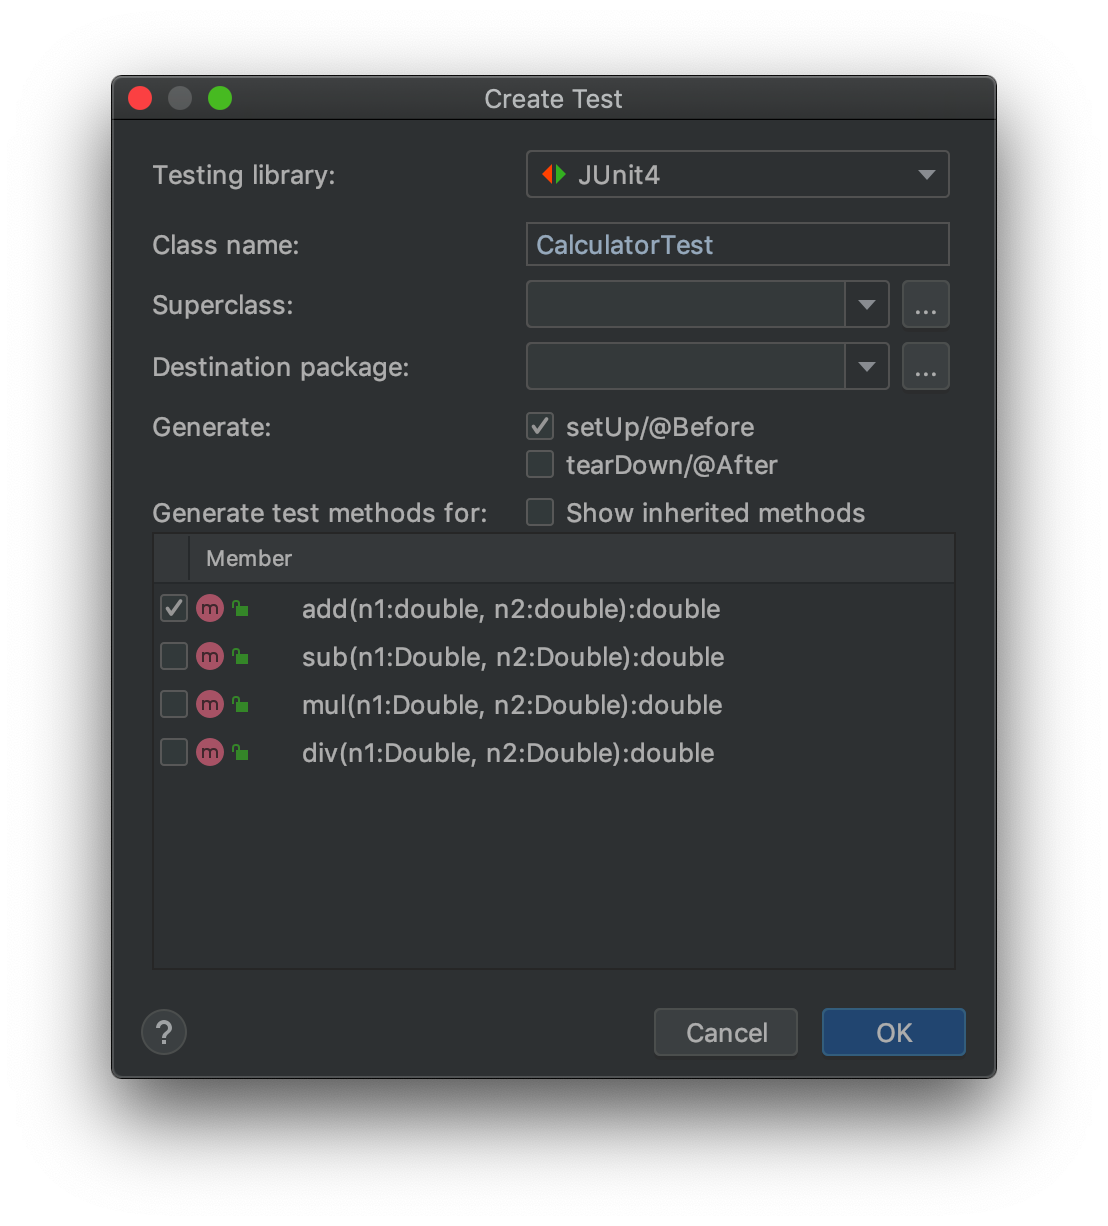 Create Test
Testing library: JUnit4
Class name: CalculatorTest
Superclass: ...
Destination package: ...
Generate: setUp/@Before
tearDown/@After
Generate test methods for: Show inherited methods
Member
m add(n1:double, n2:double):double
m sub(n1:Double, n2:Double):double
m mul(n1:Double, n2:Double):double
m div(n1:Double, n2:Double):double
? Cancel OK